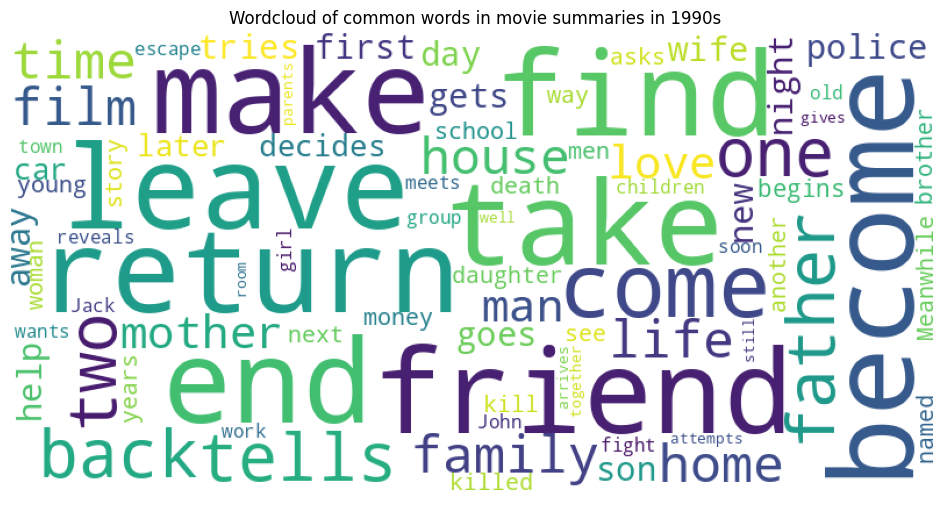 Wordcloud of common words in movie summaries in 1990s
time
escape
tries
first
day
asks
wife
night
police
film
make
parents
gets
find
way
old
gives
become
town
later
decides
school
house
men
love
one
car
story
leave
meets
death
children
begins
young
group
well
take
new
brother
away
reveals
girl
soon
father
woman
return
room
daughter
another
Meanwhile
Jack
man
come
wants
two
mother
next
money
goes
see
life
still
help
years
end
friend
arrives
together
kill
John
named
back
work
tells
family
fight
attempts
killed
son
home